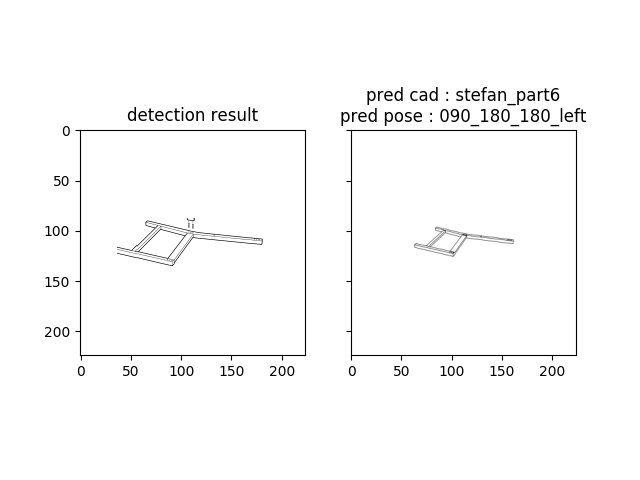 detection result
pred cad : stefan_part6
pred pose : 090_180_180_left
0
50
100
150
200
0 50 100 150 200
0 50 100 150 200